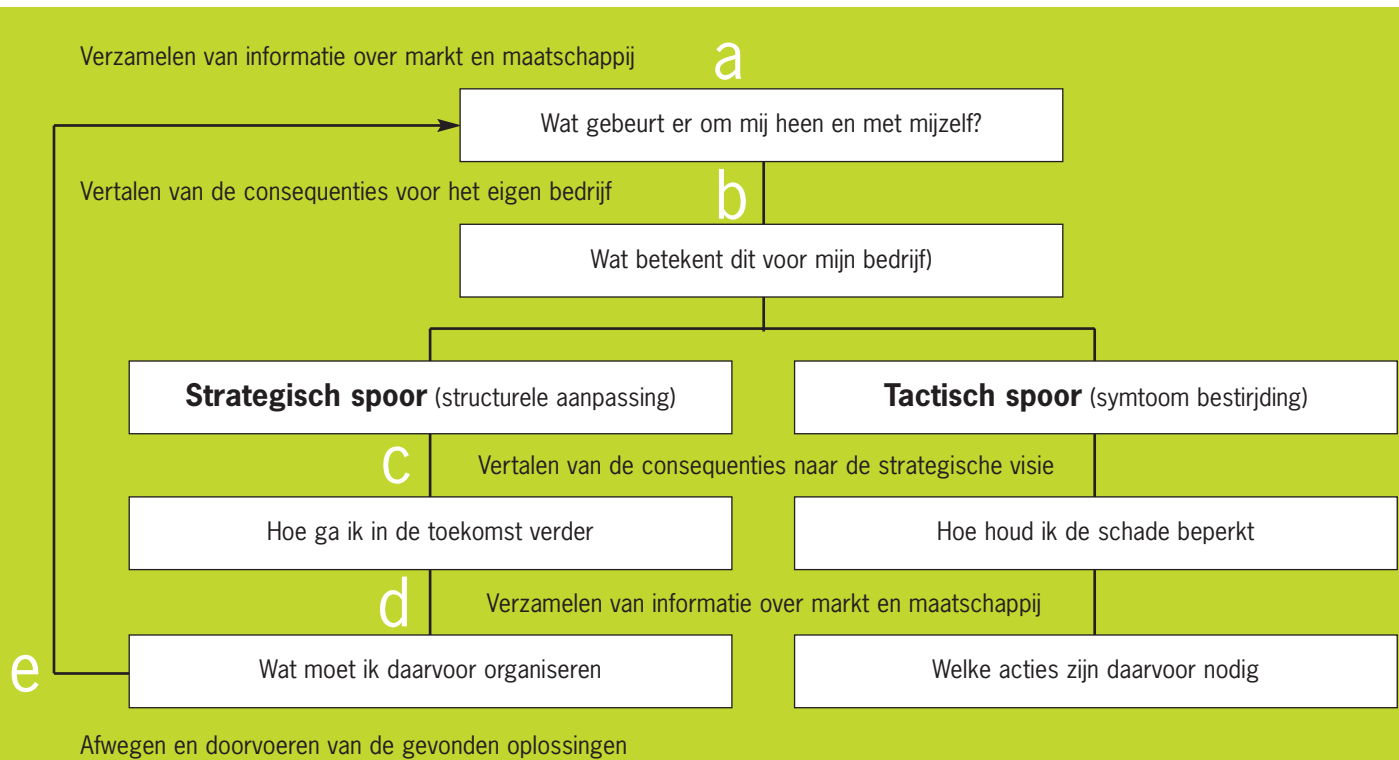 Verzamelen van informatie over markt en maatschappij
a
Wat gebeurt er om mij heen en met mijzelf?
Vertalen van de consequenties voor het eigen bedrijf
b
Wat betekent dit voor mijn bedrijf)
Strategisch spoor (structurele aanpassing)
Tactisch spoor (symtoom bestirjding)
c
Vertalen van de consequenties naar de strategische visie
Hoe ga ik in de toekomst verder
Hoe houd ik de schade beperkt
d
Verzamelen van informatie over markt en maatschappij
e
Wat moet ik daarvoor organiseren
Welke acties zijn daarvoor nodig
Afwegen en doorvoeren van de gevonden oplossingen